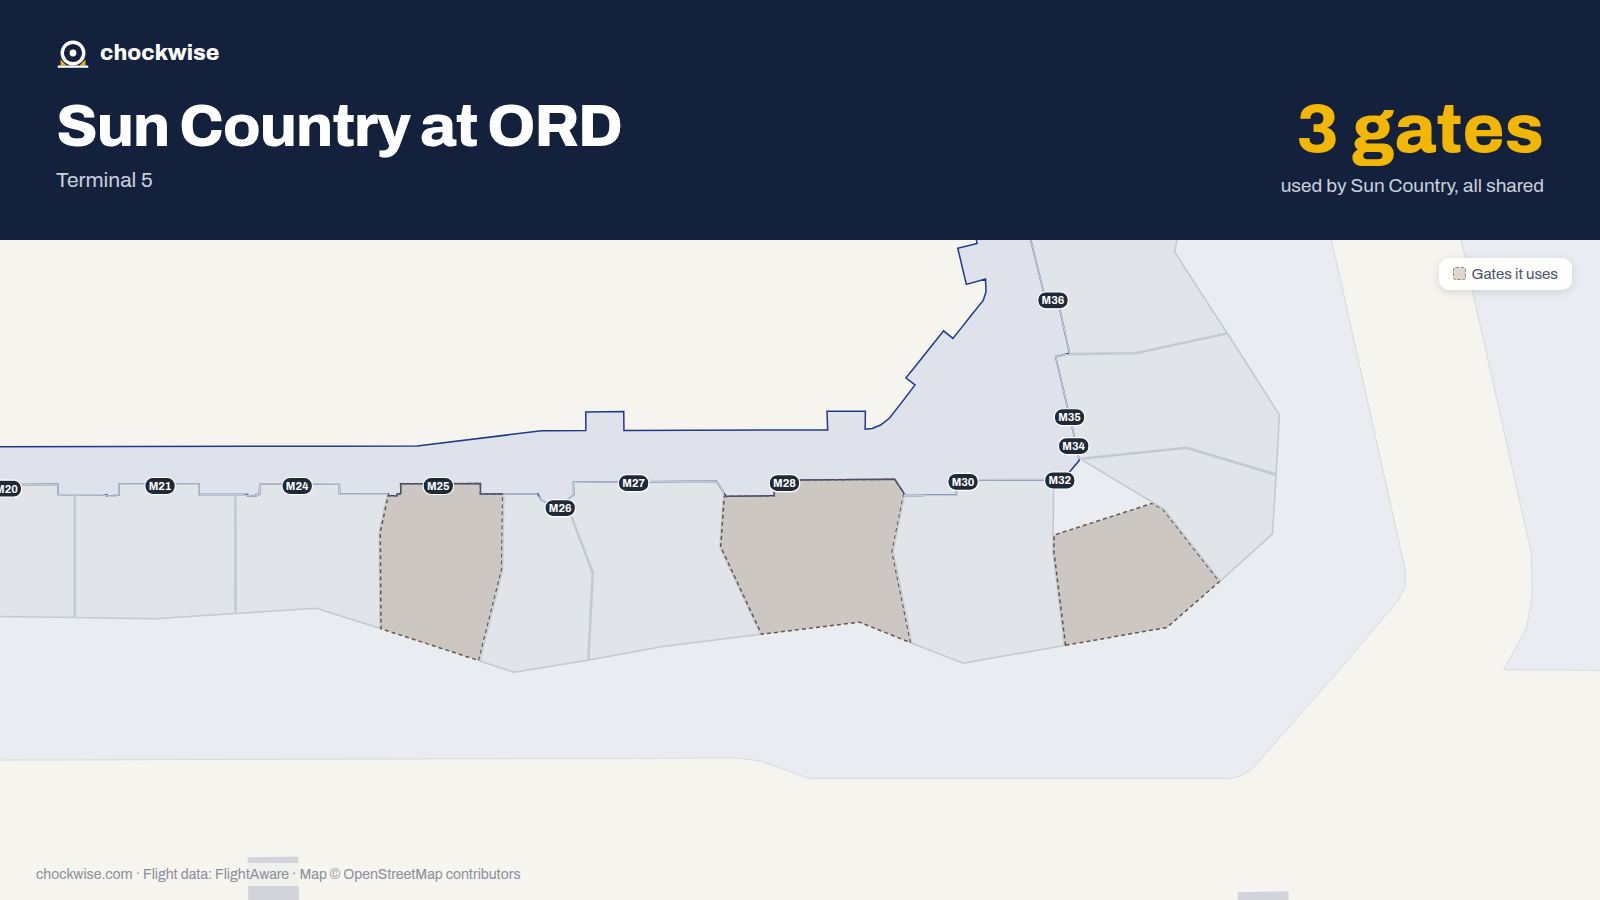 chockwise
Sun Country at ORD
Terminal 5
3 gates
used by Sun Country, all shared
Gates it uses
M36
M35
M34
M32
M30
M28
M27
M26
M25
M24
M21
M20
chockwise.com · Flight data: FlightAware · Map © OpenStreetMap contributors